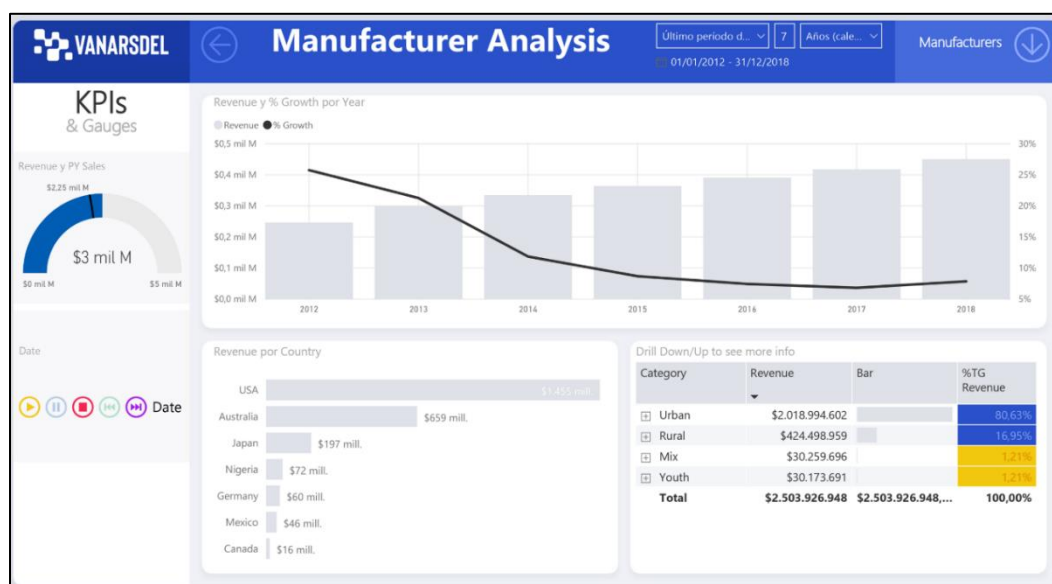 VANARSDEL
Manufacturer Analysis
Último periodo d...
7
Años (cale...
01/01/2012 - 31/12/2018
Manufacturers
KPIs
& Gauges
Revenue y PY Sales
$2,25 mil M
$3 mil M
$0 mil M
$5 mil M
Date
Date
Revenue y % Growth por Year
Revenue % Growth
$0,5 mil M
$0,4 mil M
$0,3 mil M
$0,2 mil M
$0,1 mil M
$0,0 mil M
30%
25%
20%
15%
10%
5%
2012 2013 2014 2015 2016 2017 2018
Revenue por Country
USA $1.455 mill.
Australia $659 mill.
Japan $197 mill.
Nigeria $72 mill.
Germany $60 mill.
Mexico $46 mill.
Canada $16 mill.
Drill Down/Up to see more info
Category Revenue Bar %TG
Revenue
Urban $2.018.994.602 80,63%
Rural $424.498.959 16,95%
Mix $30.259.696 1,21%
Youth $30.173.691 1,21%
Total $2.503.926.948 $2.503.926.948,... 100,00%